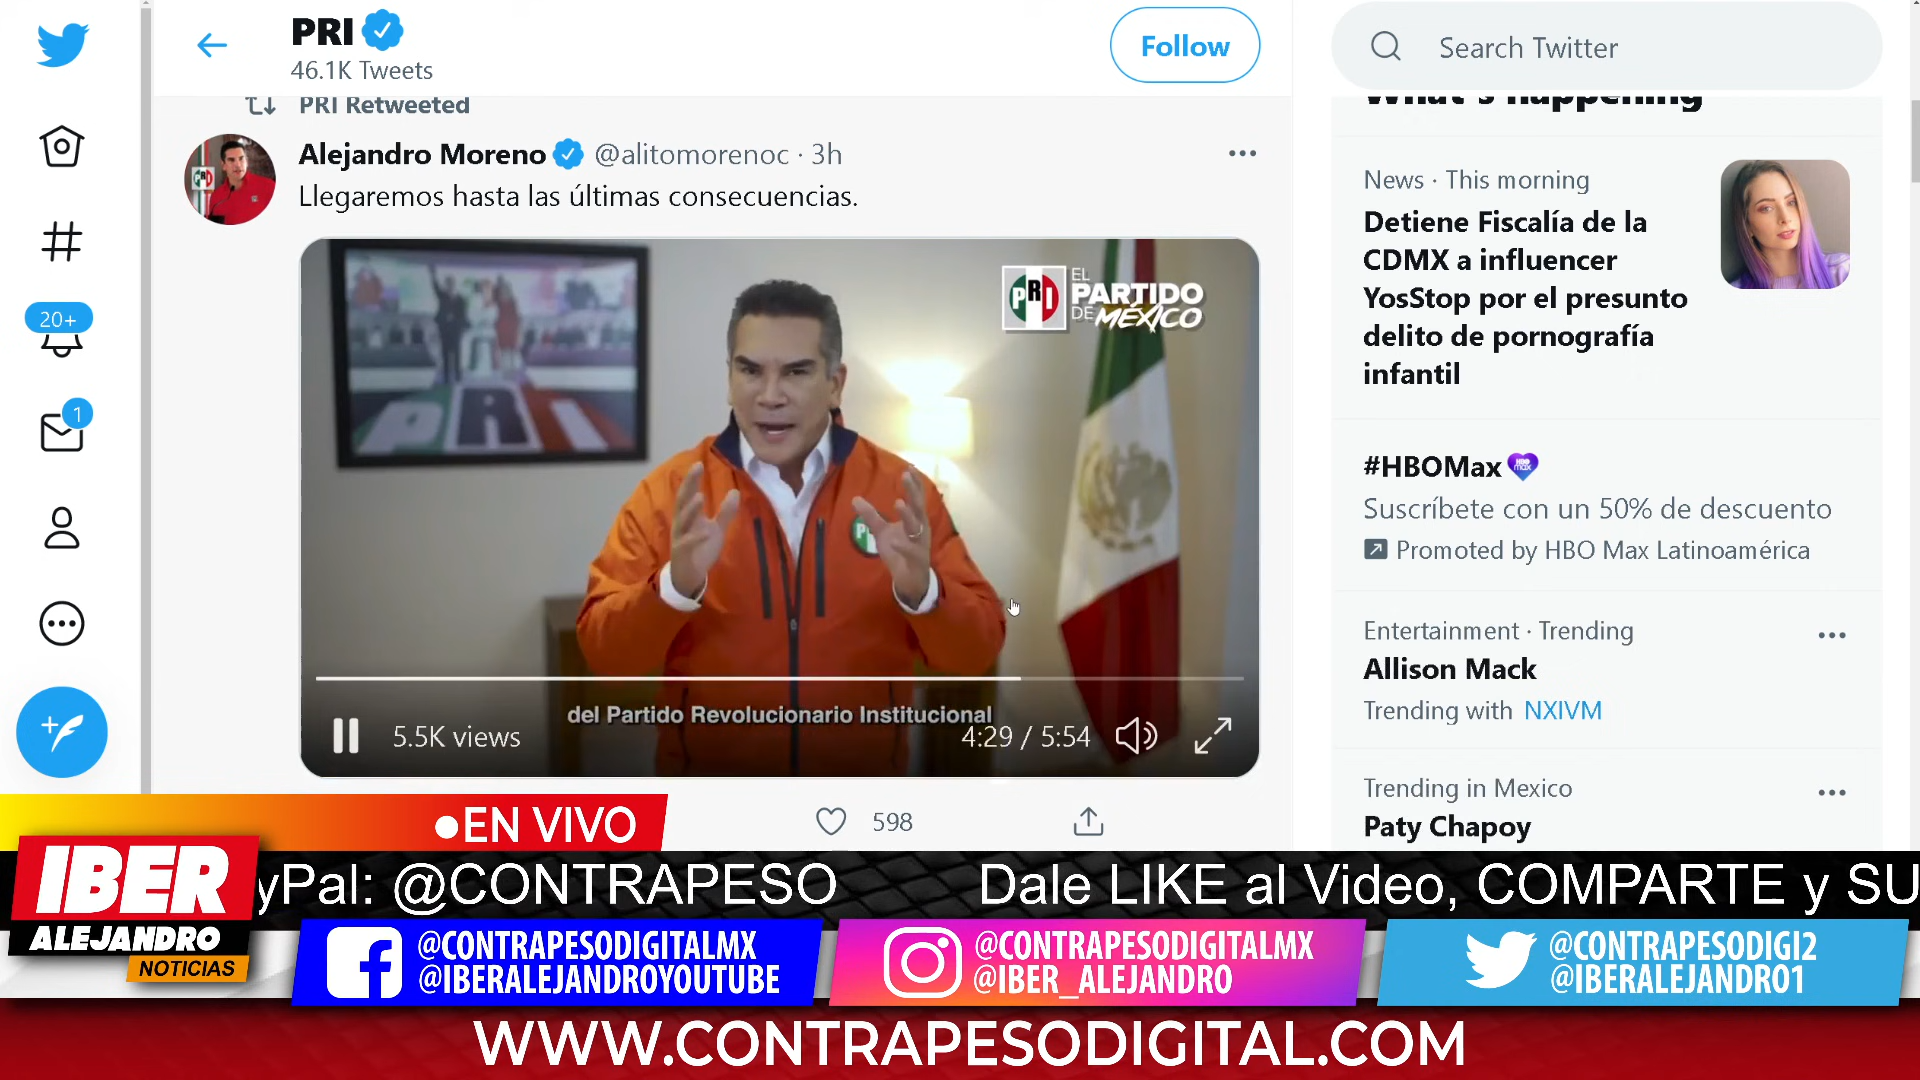 PRI
46.1K Tweets
Follow
Search Twitter
PRI Retweeted
What's happening
Alejandro Moreno @alitomorenoc · 3h
Llegaremos hasta las últimas consecuencias.
News · This morning
Detiene Fiscalía de la
CDMX a influencer
YosStop por el presunto
delito de pornografía
infantil
PRI
EL
PARTIDO
DE MÉXICO
PRI
20+
1
#HBOMax
Suscríbete con un 50% de descuento
Promoted by HBO Max Latinoamérica
Entertainment · Trending
Allison Mack
Trending with NXIVM
del Partido Revolucionario Institucional
5.5K views
4:29 / 5:54
Trending in Mexico
Paty Chapoy
598
EN VIVO
IBER
ALEJANDRO
NOTICIAS
yPal: @CONTRAPESO Dale LIKE al Video, COMPARTE y SU
@CONTRAPESODIGITALMX
@IBERALEJANDROYOUTUBE
@CONTRAPESODIGITALMX
@IBER_ALEJANDRO
@CONTRAPESODIGI2
@IBERALEJANDRO1
WWW.CONTRAPESODIGITAL.COM